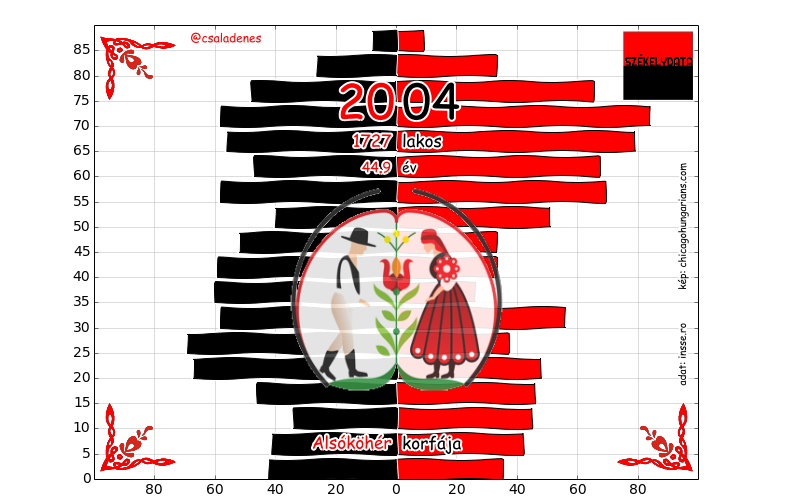 @csaladenes
SZÉKELYDATA
2004
1727 lakos
44.9 év
kép: chicagohungarians.com
adat: insse.ro
Alsóköhér korfája
85
80
75
70
65
60
55
50
45
40
35
30
25
20
15
10
5
0
80 60 40 20 0 20 40 60 80